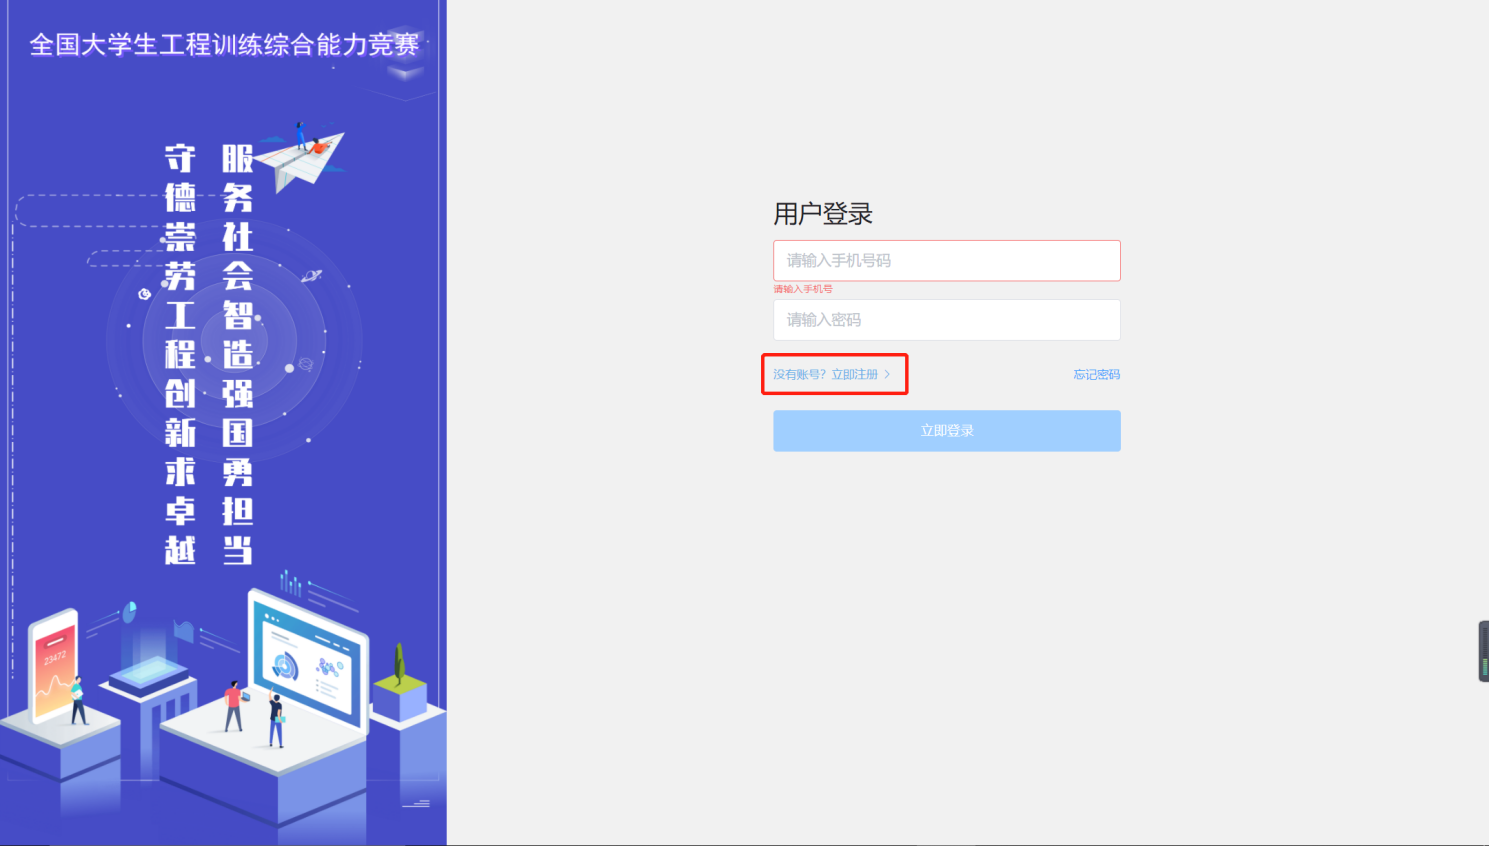 全国大学生工程训练综合能力竞赛
服务社会智造强国勇担当
守德崇劳工程创新求卓越
23472
用户登录
请输入手机号码
请输入手机号
请输入密码
没有账号？立即注册 >
忘记密码
立即登录